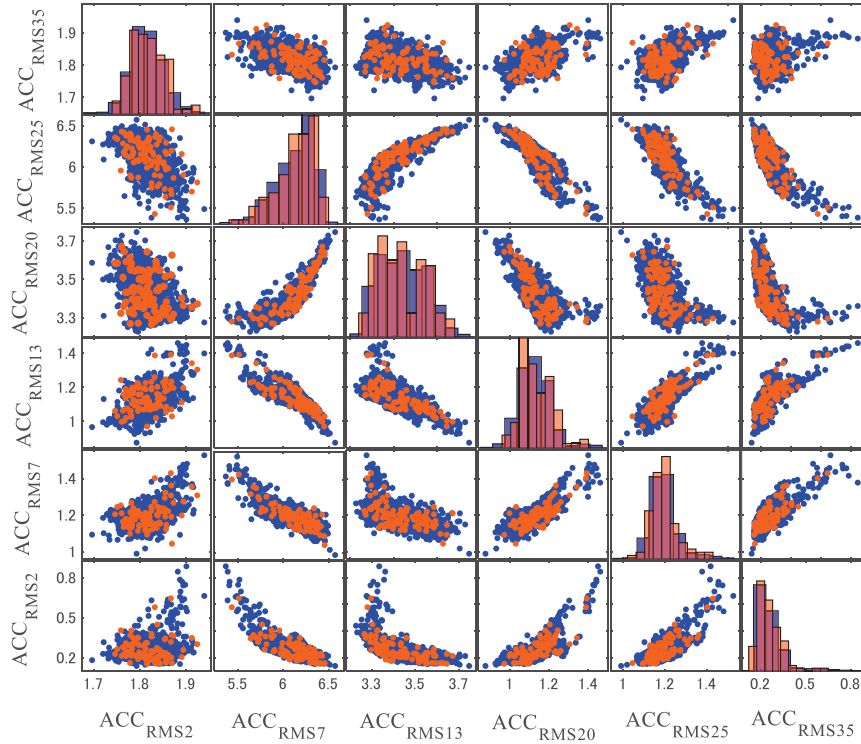 ACC_RMS35
1.9
1.8
1.7
ACC_RMS25
6.5
6
5.5
ACC_RMS20
3.7
3.5
3.3
ACC_RMS13
1.4
1.2
1
ACC_RMS7
1.4
1.2
1
ACC_RMS2
0.8
0.5
0.2
1.7 1.8 1.9 5.5 6 6.5 3.3 3.5 3.7 1 1.2 1.4 1 1.2 1.4 0.2 0.5 0.8
ACC_RMS2 ACC_RMS7 ACC_RMS13 ACC_RMS20 ACC_RMS25 ACC_RMS35